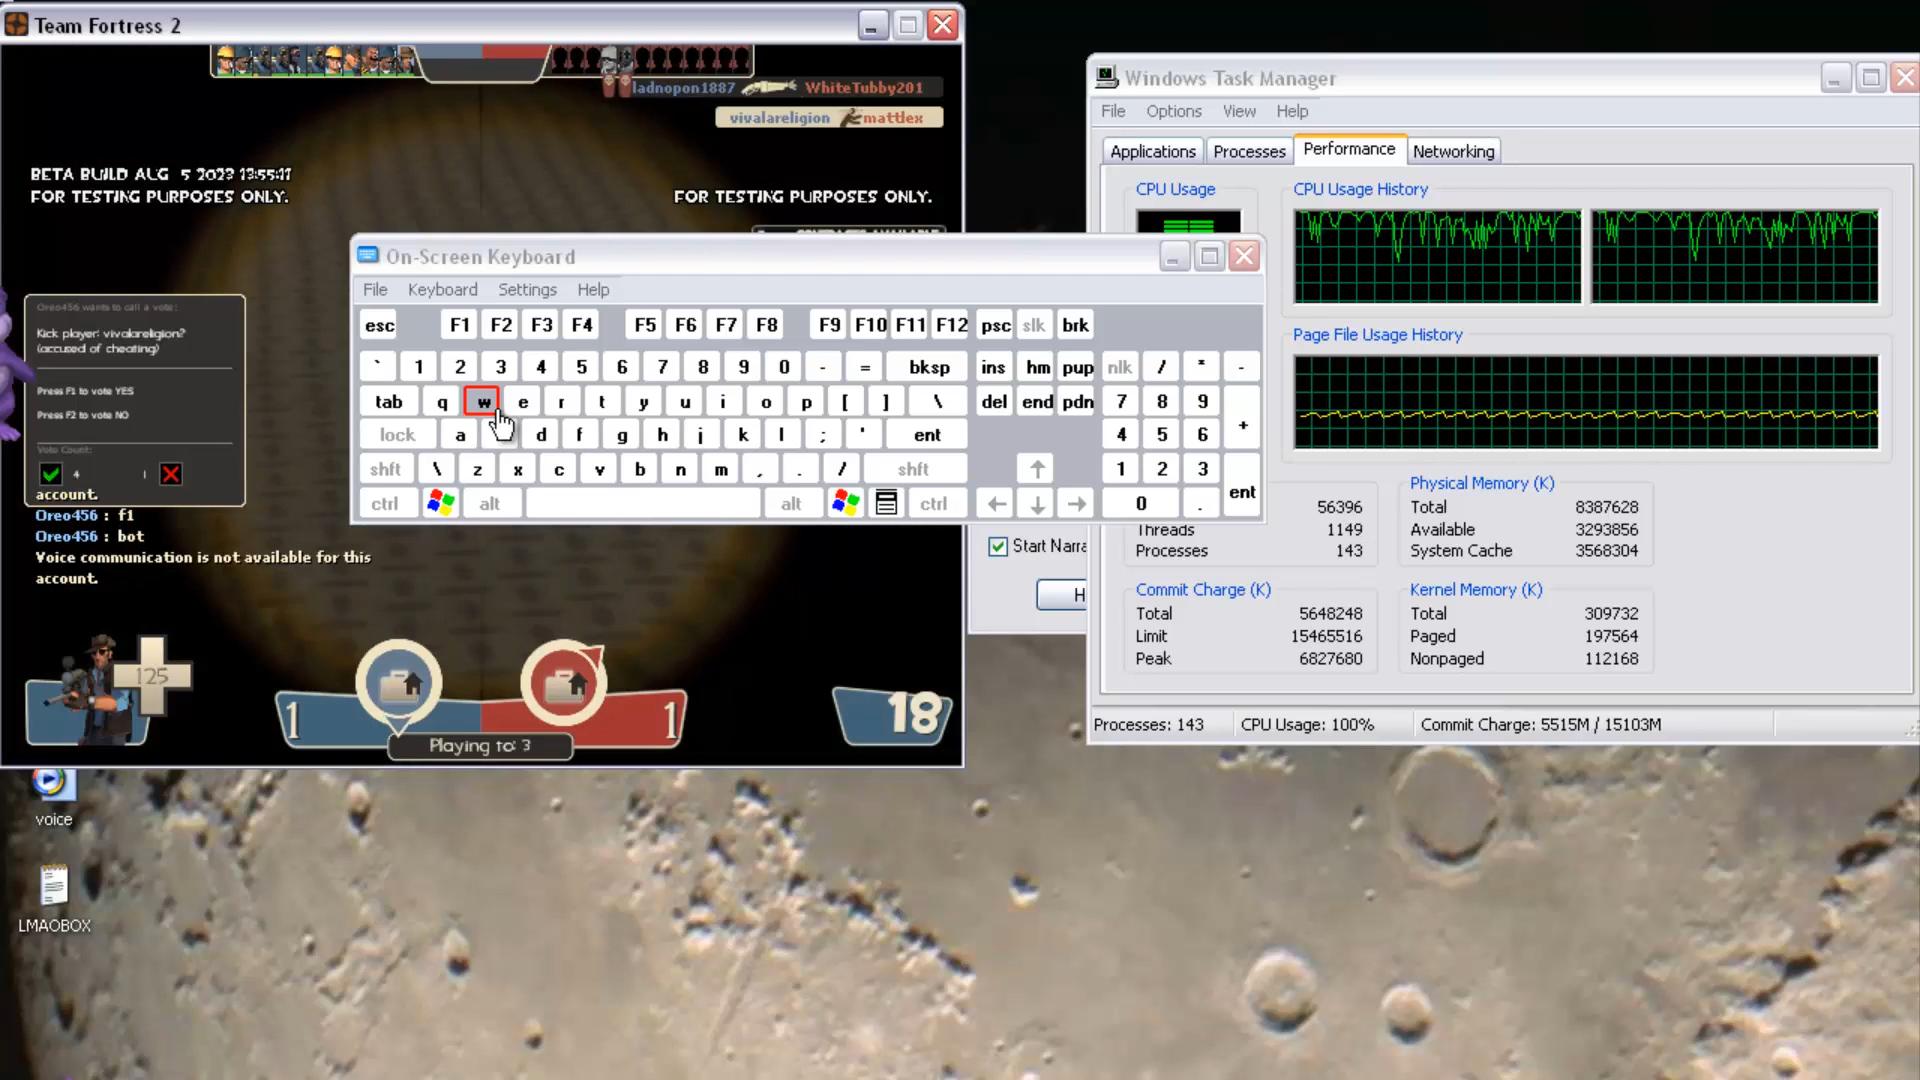 Team Fortress 2
ladnopon1887 WhiteTubby201
vivalareligion mattlex
BETA BUILD AUG 5 2023 13:55:17
FOR TESTING PURPOSES ONLY.
FOR TESTING PURPOSES ONLY.
Oreo456 wants to call a vote:
Kick player: vivalareligion?
(accused of cheating)
Press F1 to vote YES
Press F2 to vote NO
Vote Count:
4 1
account.
Oreo456 : f1
Oreo456 : bot
Voice communication is not available for this
account.
125
1 1
Playing to: 3
18
On-Screen Keyboard
File Keyboard Settings Help
esc F1 F2 F3 F4 F5 F6 F7 F8 F9 F10 F11 F12 psc slk brk
` 1 2 3 4 5 6 7 8 9 0 - = bksp ins hm pup nlk / * -
tab q w e r t y u i o p [ ] \ del end pdn 7 8 9 +
lock a d f g h j k l ; ' ent 4 5 6
shft \ z x c v b n m , . / shft ↑ 1 2 3 ent
ctrl alt alt ctrl ← ↓ → 0 .
Start Narra
H
Windows Task Manager
File Options View Help
Applications Processes Performance Networking
CPU Usage CPU Usage History
Page File Usage History
56396
Threads 1149
Processes 143
Physical Memory (K)
Total 8387628
Available 3293856
System Cache 3568304
Commit Charge (K)
Total 5648248
Limit 15465516
Peak 6827680
Kernel Memory (K)
Total 309732
Paged 197564
Nonpaged 112168
Processes: 143 CPU Usage: 100% Commit Charge: 5515M / 15103M
voice
LMAOBOX